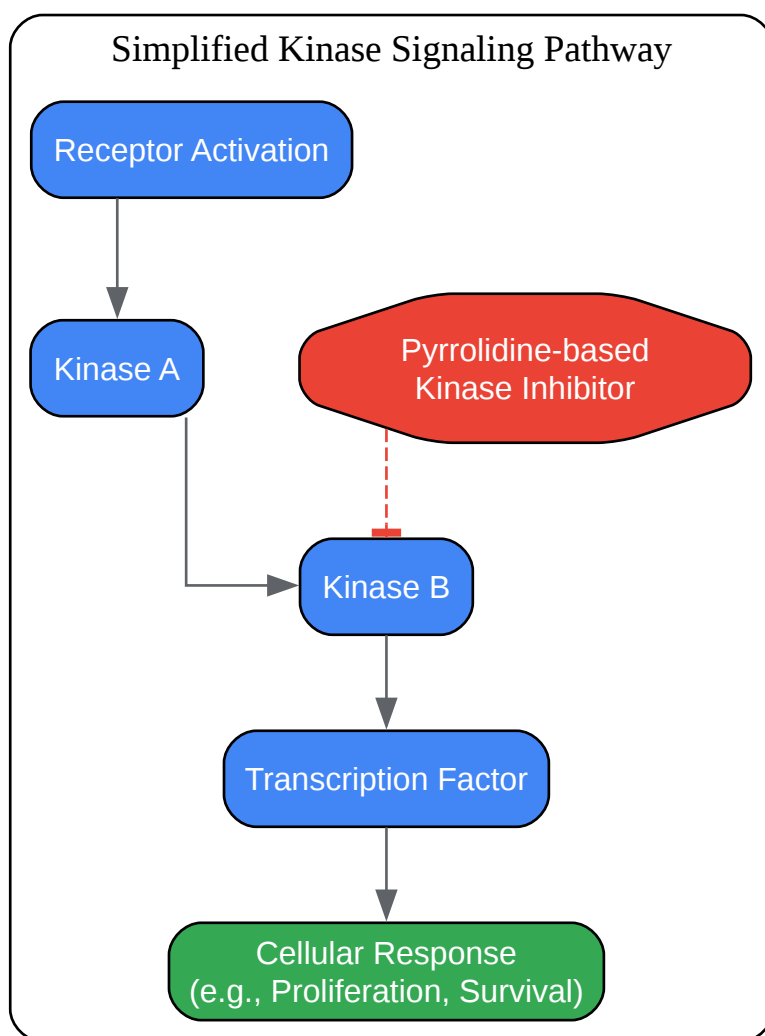 Simplified Kinase Signaling Pathway
Receptor Activation
Kinase A
Pyrrolidine-based
Kinase Inhibitor
Kinase B
Transcription Factor
Cellular Response
(e.g., Proliferation, Survival)